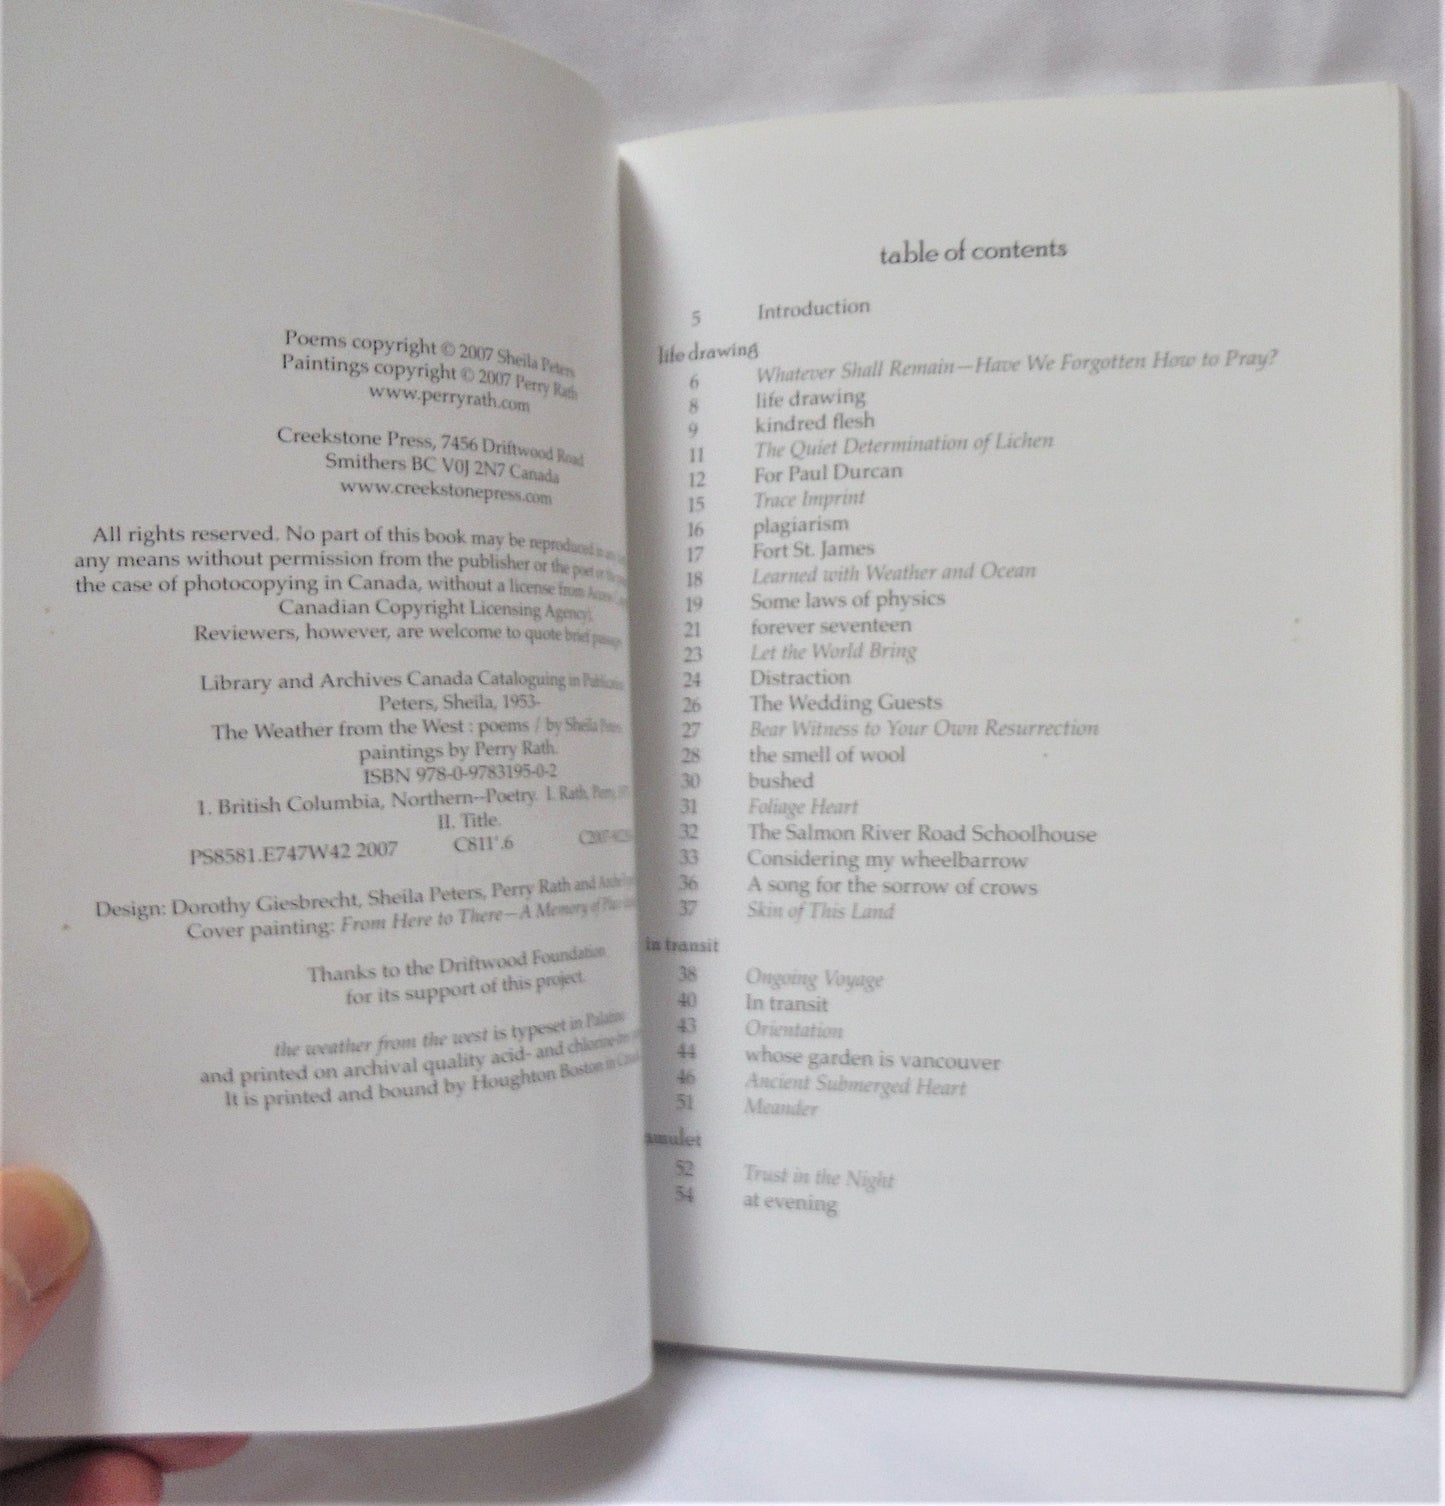 Poems copyright © 2007 Sheila Peters
Paintings copyright © 2007 Perry Rath
www.perryrath.com
Creekstone Press, 7456 Driftwood Road
Smithers BC V0J 2N7 Canada
www.creekstonepress.com
All rights reserved. No part of this book may be reproduced in any
any means without permission from the publisher or the poet or
the case of photocopying in Canada, without a license from Access
Canadian Copyright Licensing Agency).
Reviewers, however, are welcome to quote brief passages
Library and Archives Canada Cataloguing in Publication
Peters, Sheila, 1953-
The Weather from the West : poems / by Sheila Peters
paintings by Perry Rath.
ISBN 978-0-9783195-0-2
1. British Columbia, Northern--Poetry. I. Rath, Perry,
II. Title.
PS8581.E747W42 2007 C811'.6
Design: Dorothy Giesbrecht, Sheila Peters, Perry Rath and
Cover painting: From Here to There—A Memory of Place
Thanks to the Driftwood Foundation
for its support of this project.
the weather from the west is typeset in Palatino
and printed on archival quality acid- and chlorine-free
It is printed and bound by Houghton Boston in
table of contents
5 Introduction
life drawing
6 Whatever Shall Remain—Have We Forgotten How to Pray?
8 life drawing
9 kindred flesh
11 The Quiet Determination of Lichen
12 For Paul Durcan
15 Trace Imprint
16 plagiarism
17 Fort St. James
18 Learned with Weather and Ocean
19 Some laws of physics
21 forever seventeen
23 Let the World Bring
24 Distraction
26 The Wedding Guests
27 Bear Witness to Your Own Resurrection
28 the smell of wool
30 bushed
31 Foliage Heart
32 The Salmon River Road Schoolhouse
33 Considering my wheelbarrow
36 A song for the sorrow of crows
37 Skin of This Land
in transit
38 Ongoing Voyage
40 In transit
43 Orientation
44 whose garden is vancouver
46 Ancient Submerged Heart
51 Meander
amulet
52 Trust in the Night
54 at evening